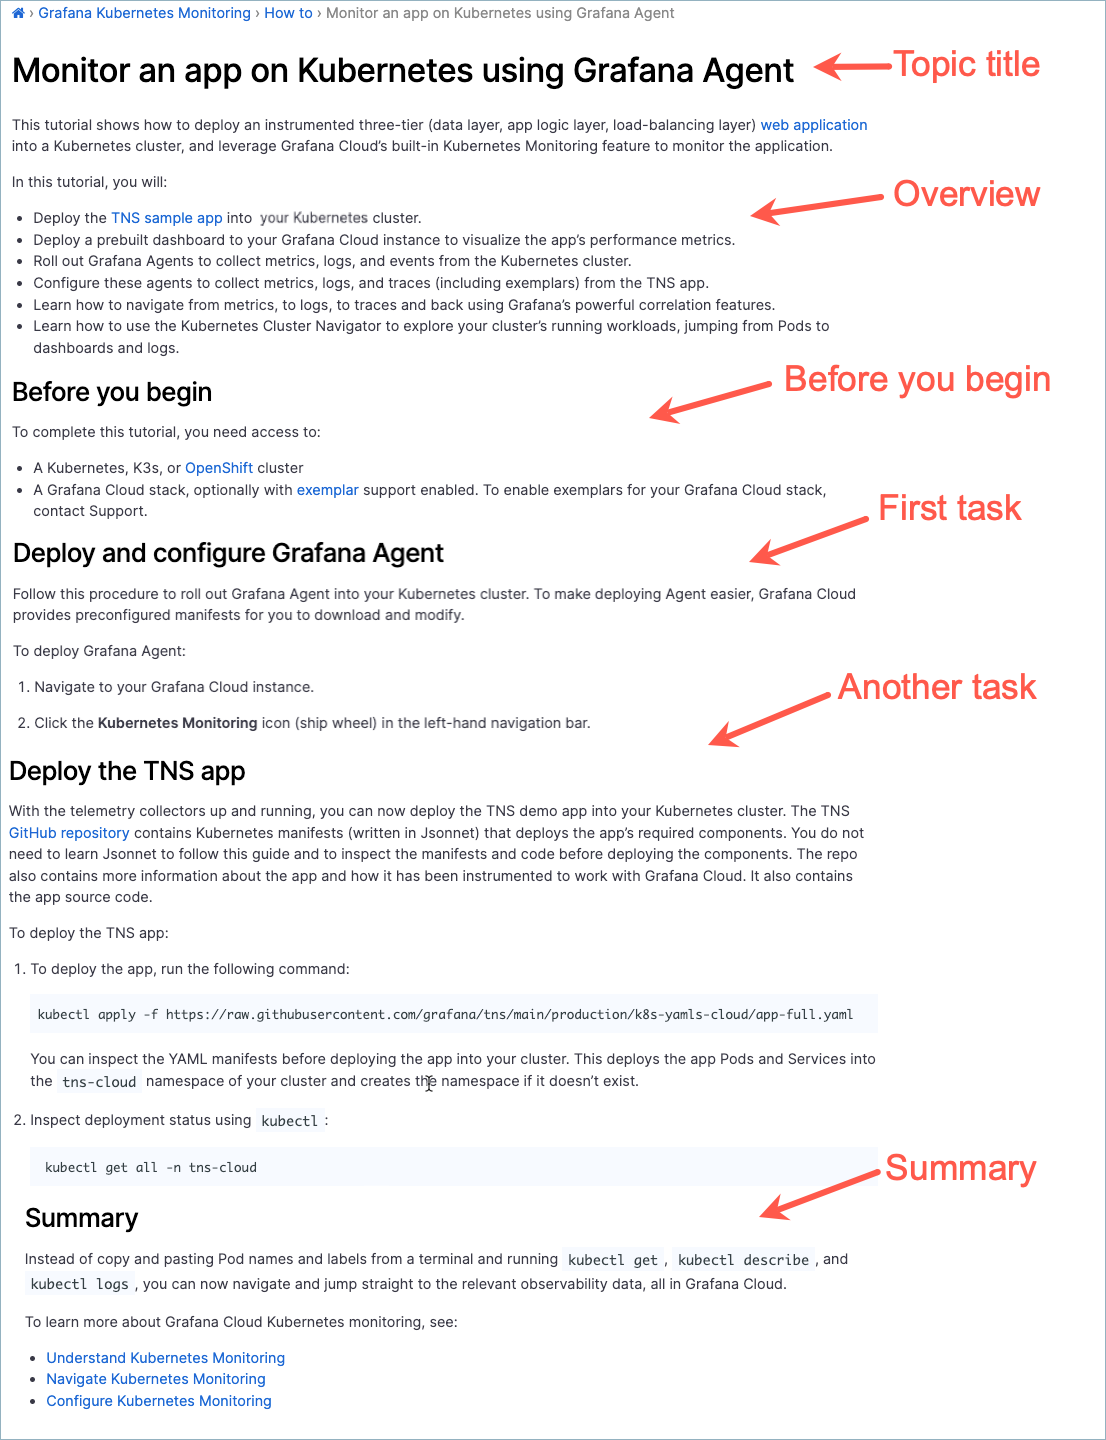 › Grafana Kubernetes Monitoring › How to › Monitor an app on Kubernetes using Grafana Agent
Monitor an app on Kubernetes using Grafana Agent
Topic title
This tutorial shows how to deploy an instrumented three-tier (data layer, app logic layer, load-balancing layer) web application
into a Kubernetes cluster, and leverage Grafana Cloud's built-in Kubernetes Monitoring feature to monitor the application.
In this tutorial, you will:
Overview
• Deploy the TNS sample app into your Kubernetes cluster.
• Deploy a prebuilt dashboard to your Grafana Cloud instance to visualize the app's performance metrics.
• Roll out Grafana Agents to collect metrics, logs, and events from the Kubernetes cluster.
• Configure these agents to collect metrics, logs, and traces (including exemplars) from the TNS app.
• Learn how to navigate from metrics, to logs, to traces and back using Grafana's powerful correlation features.
• Learn how to use the Kubernetes Cluster Navigator to explore your cluster's running workloads, jumping from Pods to
dashboards and logs.
Before you begin
Before you begin
To complete this tutorial, you need access to:
• A Kubernetes, K3s, or OpenShift cluster
• A Grafana Cloud stack, optionally with exemplar support enabled. To enable exemplars for your Grafana Cloud stack,
contact Support.
First task
Deploy and configure Grafana Agent
Follow this procedure to roll out Grafana Agent into your Kubernetes cluster. To make deploying Agent easier, Grafana Cloud
provides preconfigured manifests for you to download and modify.
To deploy Grafana Agent:
1. Navigate to your Grafana Cloud instance.
Another task
2. Click the Kubernetes Monitoring icon (ship wheel) in the left-hand navigation bar.
Deploy the TNS app
With the telemetry collectors up and running, you can now deploy the TNS demo app into your Kubernetes cluster. The TNS
GitHub repository contains Kubernetes manifests (written in Jsonnet) that deploys the app's required components. You do not
need to learn Jsonnet to follow this guide and to inspect the manifests and code before deploying the components. The repo
also contains more information about the app and how it has been instrumented to work with Grafana Cloud. It also contains
the app source code.
To deploy the TNS app:
1. To deploy the app, run the following command:
kubectl apply -f https://raw.githubusercontent.com/grafana/tns/main/production/k8s-yamls-cloud/app-full.yaml
You can inspect the YAML manifests before deploying the app into your cluster. This deploys the app Pods and Services into
the tns-cloud namespace of your cluster and creates the namespace if it doesn't exist.
2. Inspect deployment status using kubectl :
kubectl get all -n tns-cloud
Summary
Summary
Instead of copy and pasting Pod names and labels from a terminal and running kubectl get , kubectl describe , and
kubectl logs , you can now navigate and jump straight to the relevant observability data, all in Grafana Cloud.
To learn more about Grafana Cloud Kubernetes monitoring, see:
• Understand Kubernetes Monitoring
• Navigate Kubernetes Monitoring
• Configure Kubernetes Monitoring